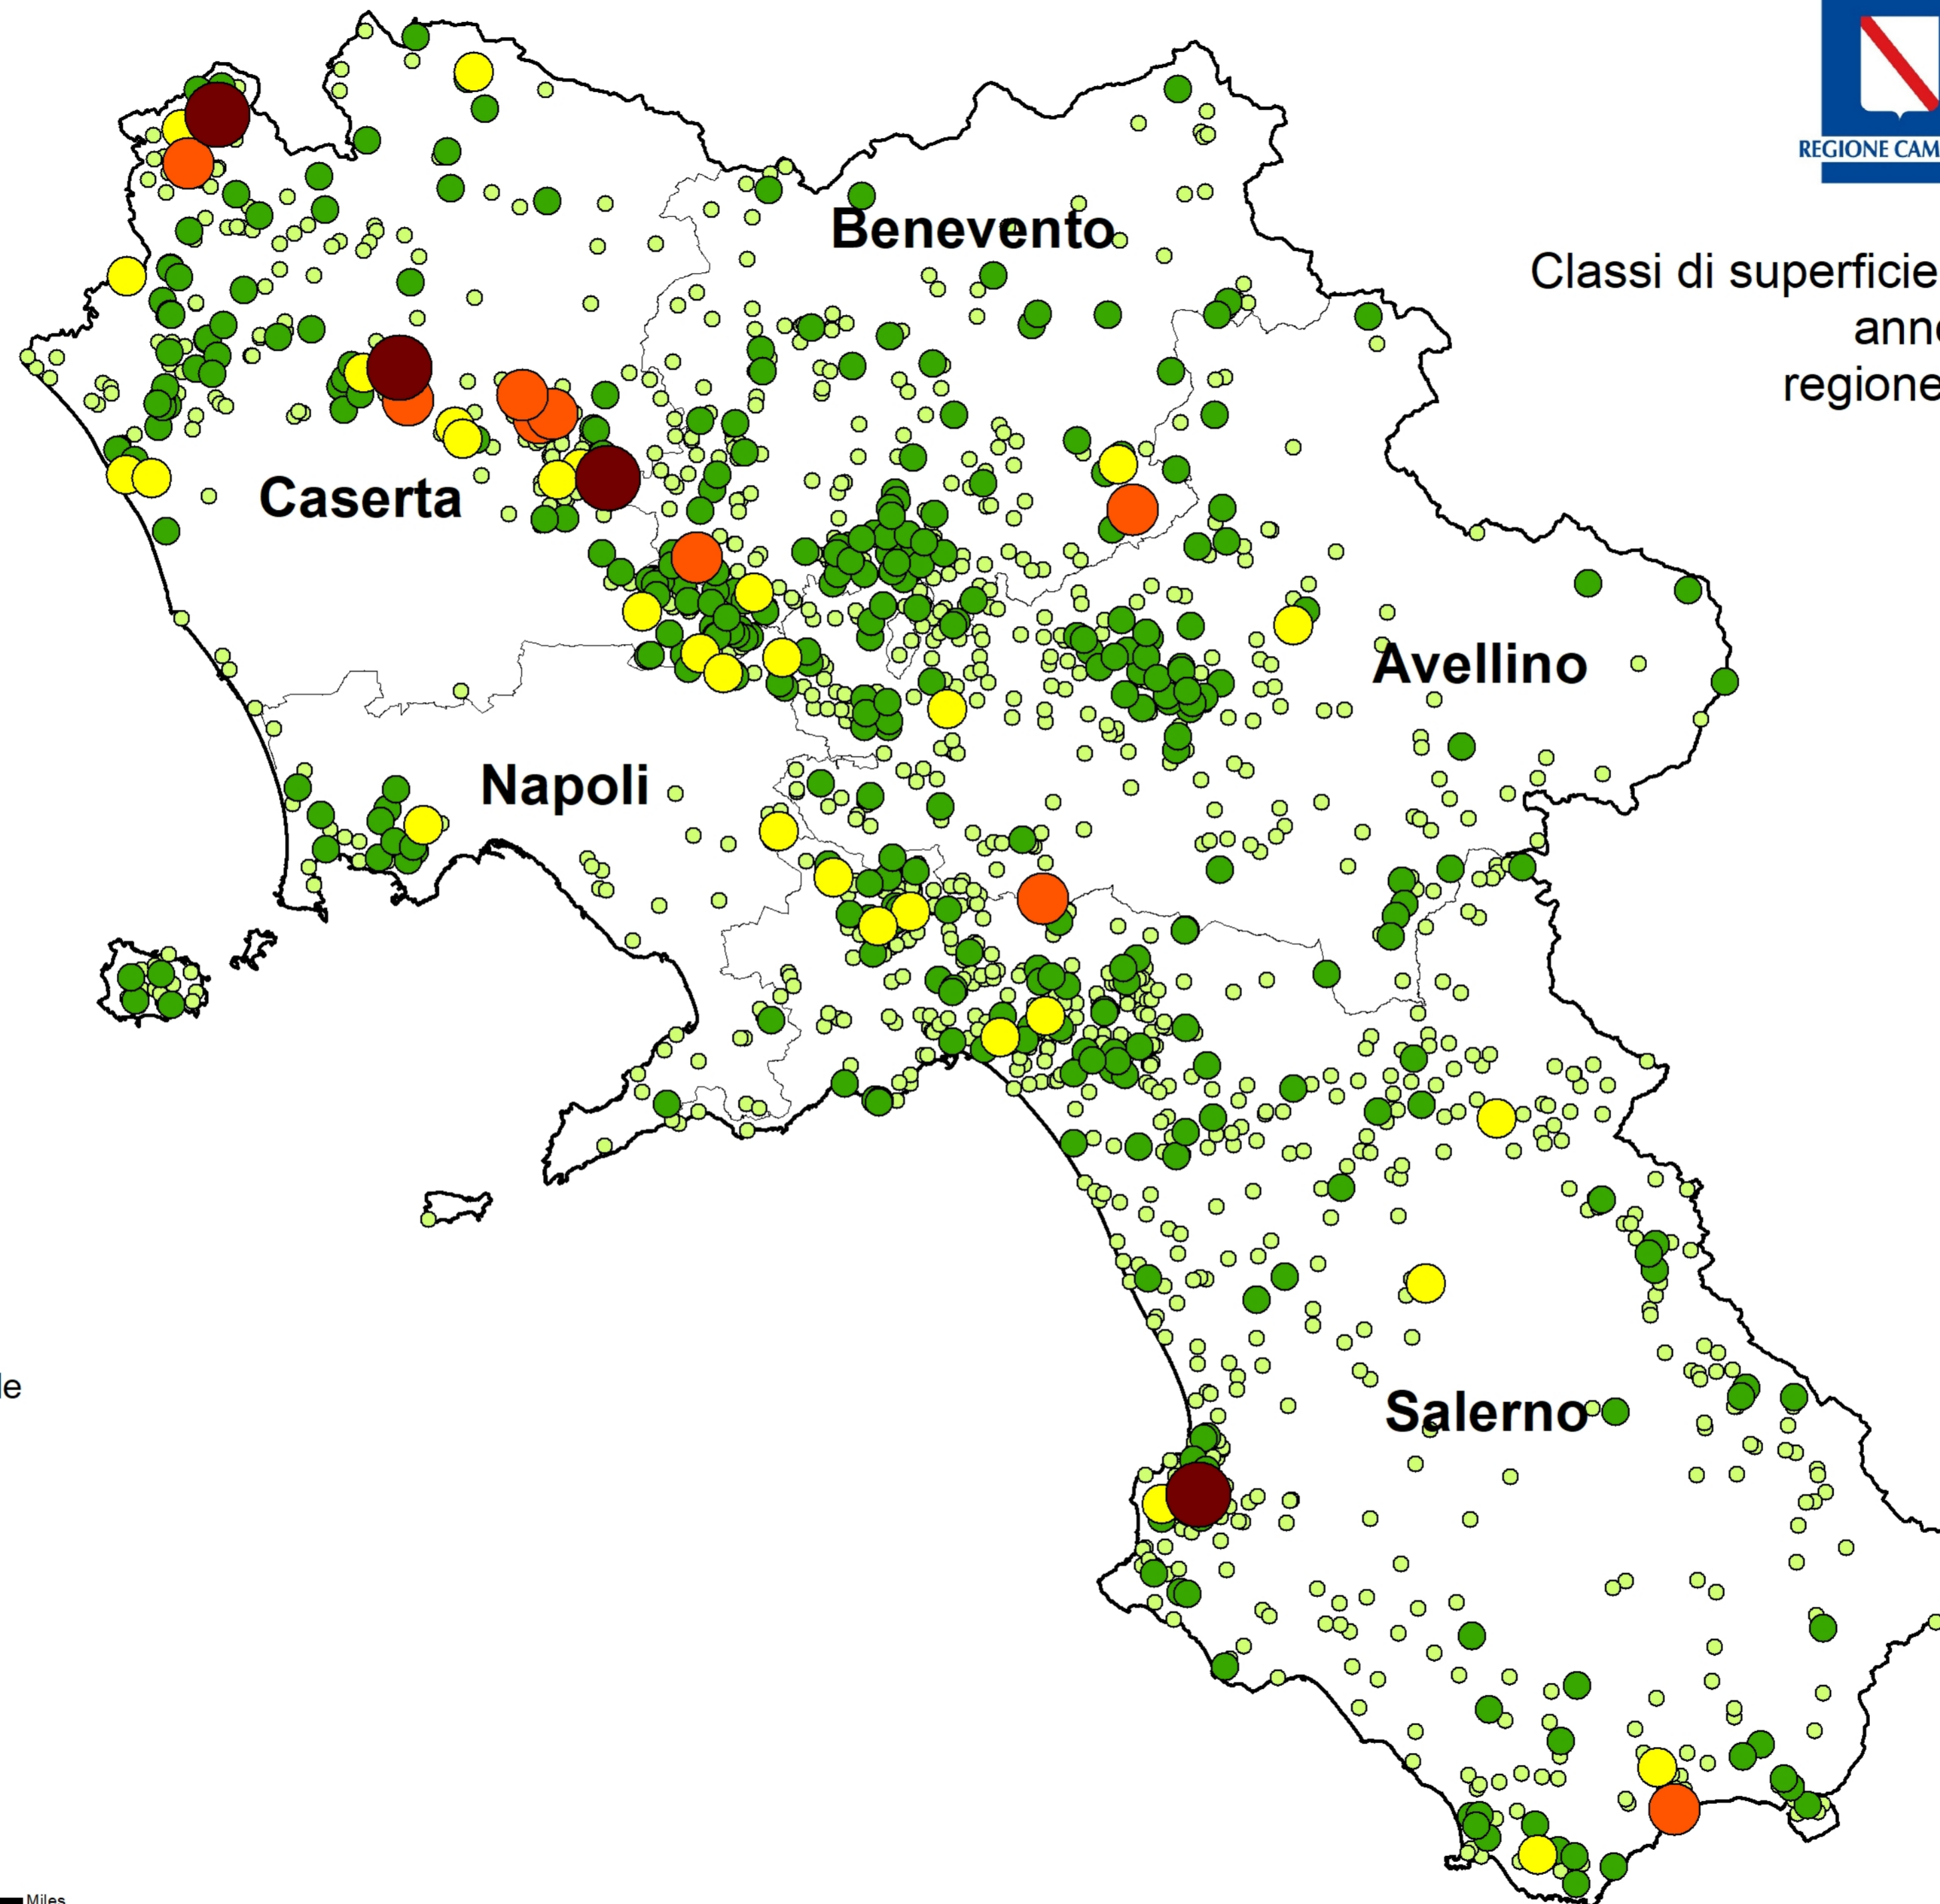 REGIONE CAM
Benevento
Classi di superficie
ann
regione
Caserta
Avellino
Napoli
le
Salerno
Miles